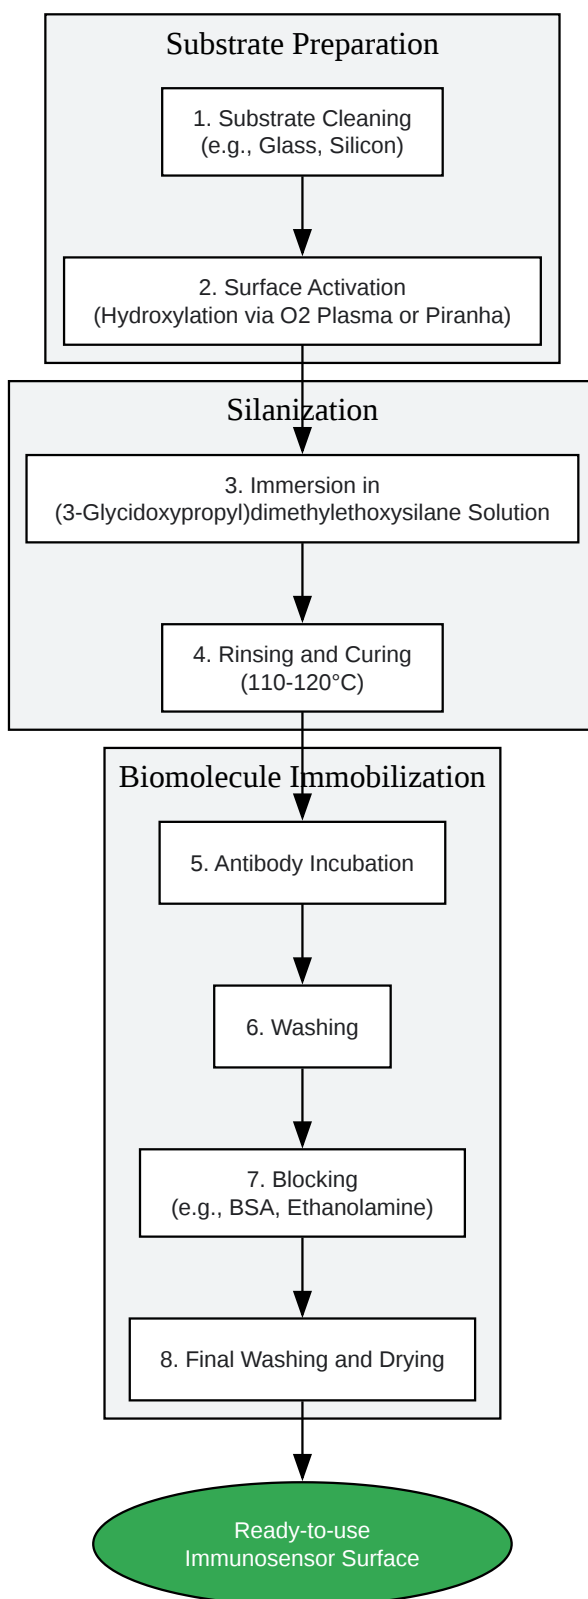 Substrate Preparation
1. Substrate Cleaning
(e.g., Glass, Silicon)
2. Surface Activation
(Hydroxylation via O2 Plasma or Piranha)
Silanization
3. Immersion in
(3-Glycidoxypropyl)dimethylethoxysilane Solution
4. Rinsing and Curing
(110-120°C)
Biomolecule Immobilization
5. Antibody Incubation
6. Washing
7. Blocking
(e.g., BSA, Ethanolamine)
8. Final Washing and Drying
Ready-to-use
Immunosensor Surface